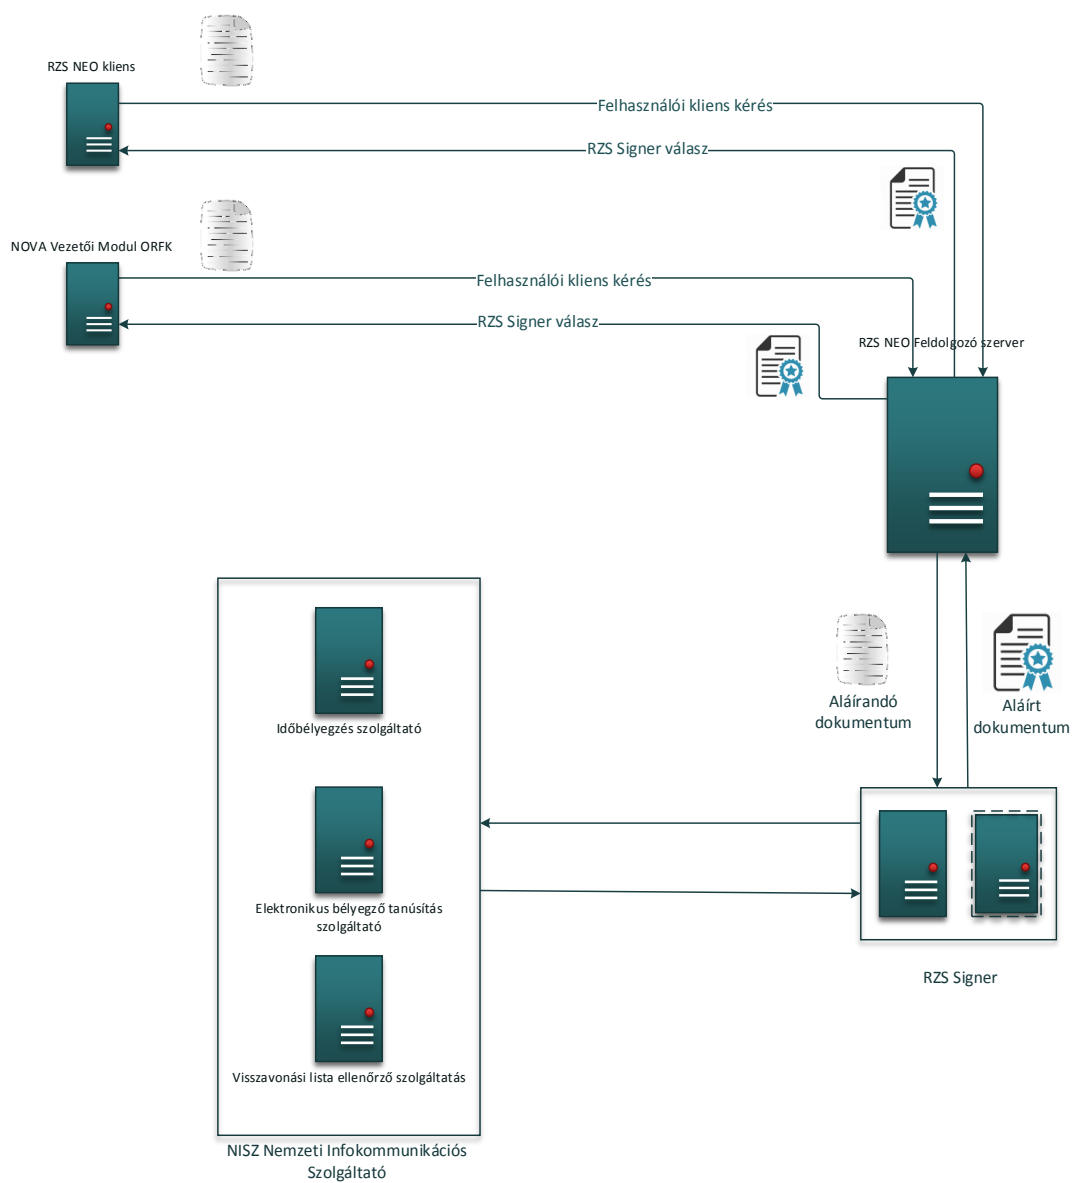 RZS NEO kliens
Felhasználói kliens kérés
RZS Signer válasz
NOVA Vezetői Modul ORFK
Felhasználói kliens kérés
RZS Signer válasz
RZS NEO Feldolgozó szerver
Aláírandó
dokumentum
Aláírt
dokumentum
Időbélyegzés szolgáltató
Elektronikus bélyegző tanúsítás
szolgáltató
RZS Signer
Visszavonási lista ellenőrző szolgáltatás
NISZ Nemzeti Infokommunikációs
Szolgáltató